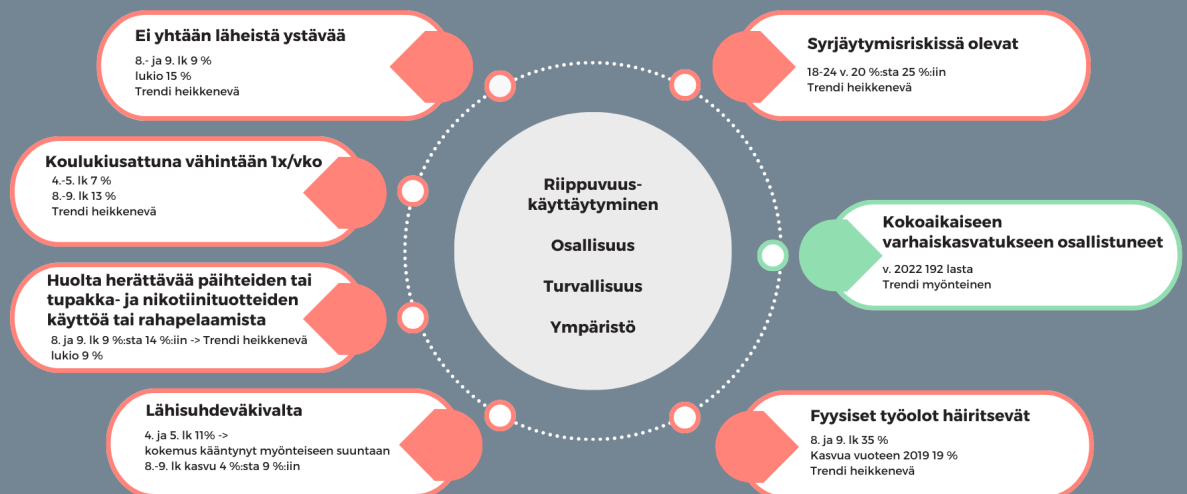 Ei yhtään läheistä ystävää
8.- ja 9. lk 9 %
lukio 15 %
Trendi heikkenevä
Koulukiusattuna vähintään 1x/vko
4.-5. lk 7 %
8.-9. lk 13 %
Trendi heikkenevä
Huolta herättävää päihteiden tai
tupakka- ja nikotiinituotteiden
käyttöä tai rahapelaamista
8. ja 9. lk 9 %:sta 14 %:iin -> Trendi heikkenevä
lukio 9 %
Lähisuhdeväkivalta
4. ja 5. lk 11% ->
kokemus kääntynyt myönteiseen suuntaan
8.-9. lk kasvu 4 %:sta 9 %:iin
Riippuvuus-
käyttäytyminen
Osallisuus
Turvallisuus
Ympäristö
Syrjäytymisriskissä olevat
18-24 v. 20 %:sta 25 %:iin
Trendi heikkenevä
Kokoaikaiseen
varhaiskasvatukseen osallistuneet
v. 2022 192 lasta
Trendi myönteinen
Fyysiset työolot häiritsevät
8. ja 9. lk 35 %
Kasvua vuoteen 2019 19 %
Trendi heikkenevä